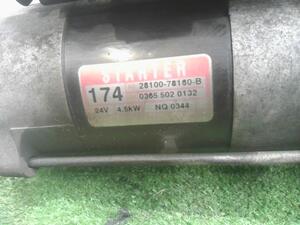 STARTER
174
28100-78160-B
0365 502 0132
24V 4.5kW NQ 0344